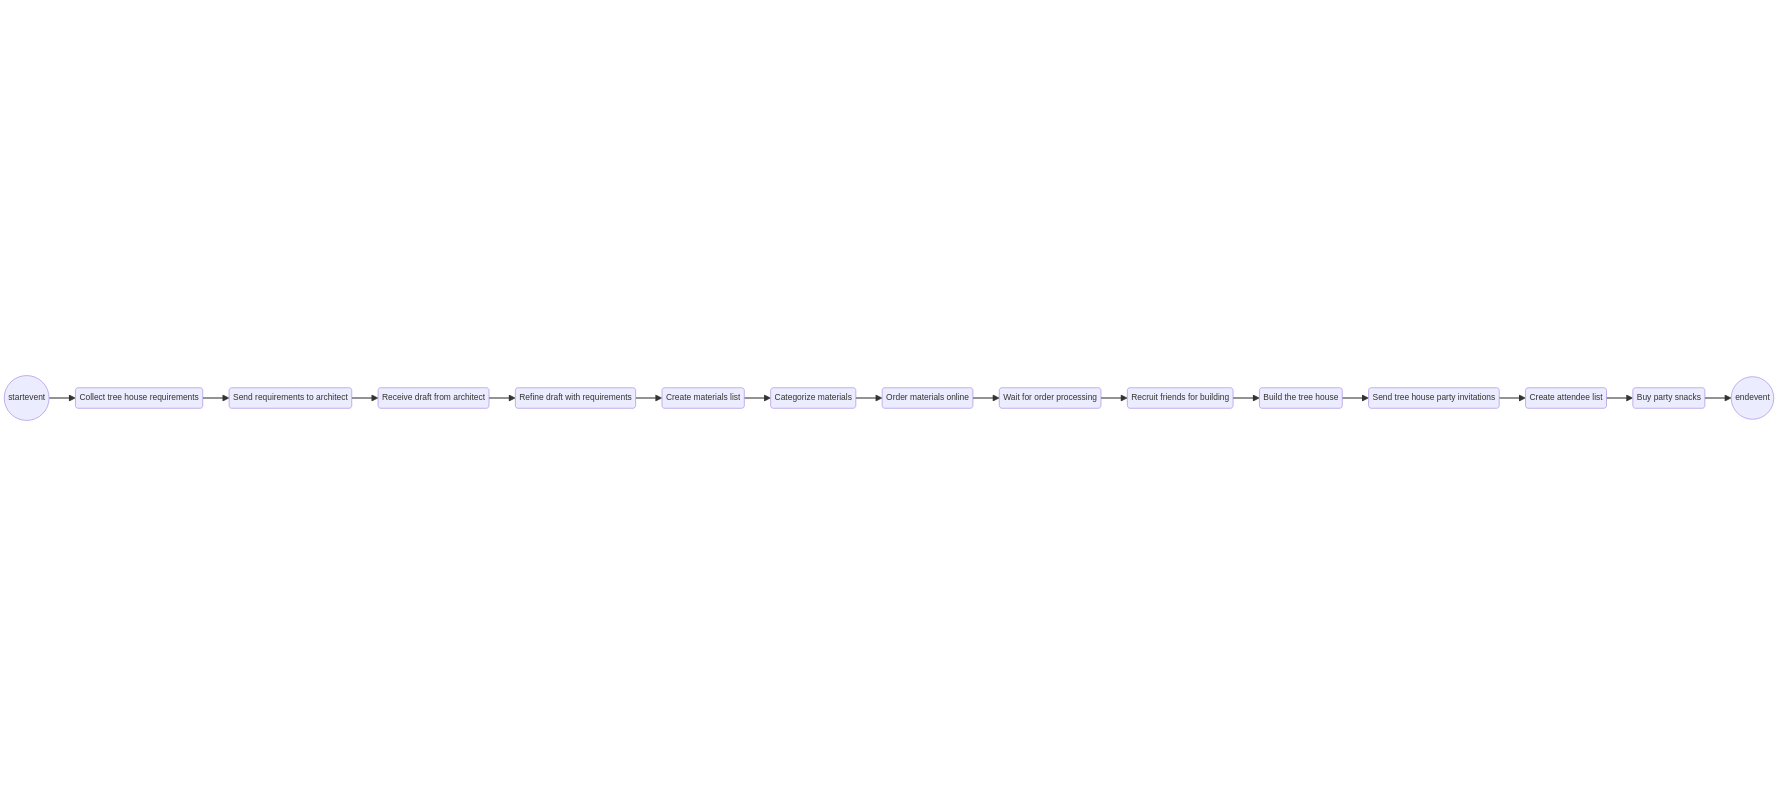 startevent
Collect tree house requirements
Send requirements to architect
Receive draft from architect
Refine draft with requirements
Create materials list
Categorize materials
Order materials online
Wait for order processing
Recruit friends for building
Build the tree house
Send tree house party invitations
Create attendee list
Buy party snacks
endevent